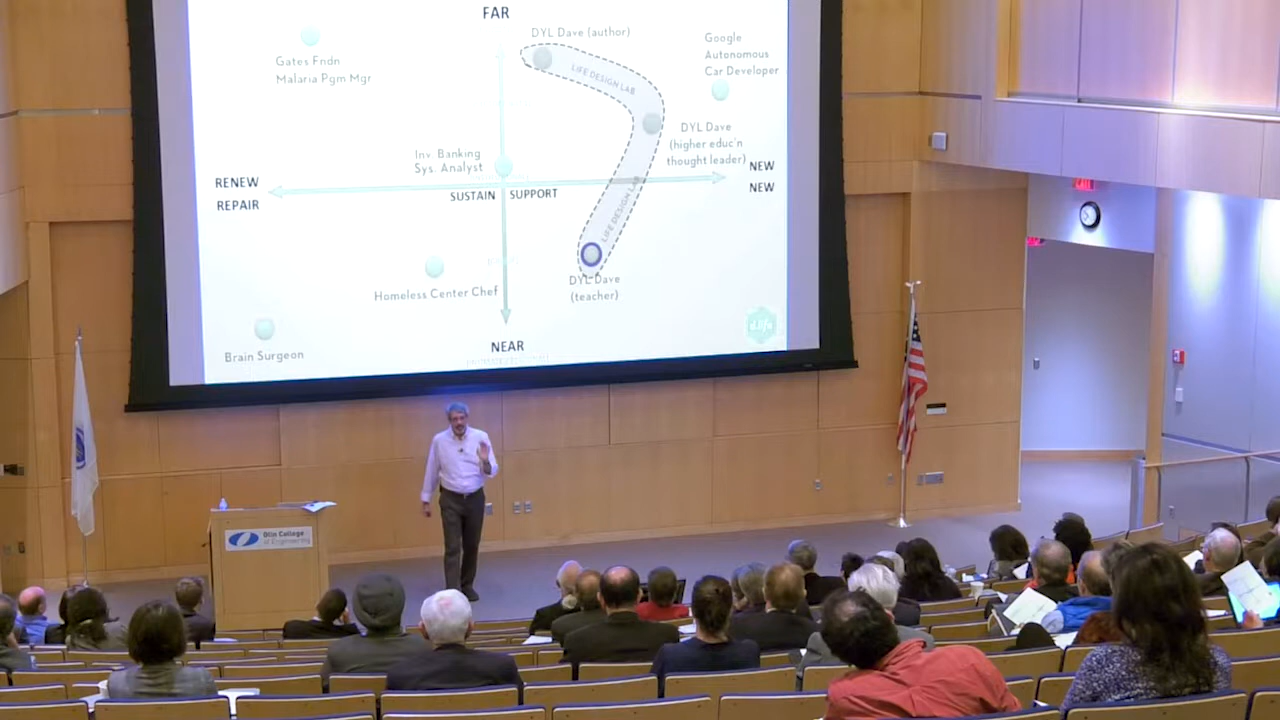 FAR
DYL Dave (author)
Gates Fndn
Malaria Pgm Mgr
Google
Autonomous
Car Developer
LIFE DESIGN LAB
DYL Dave
(higher educ'n
thought leader)
Inv. Banking
Sys. Analyst
RENEW
REPAIR
NEW
NEW
SUSTAIN
SUPPORT
LIFE DESIGN LAB
Homeless Center Chef
DYL Dave
(teacher)
Brain Surgeon
NEAR
d.life
EXIT
Olin College
of Engineering